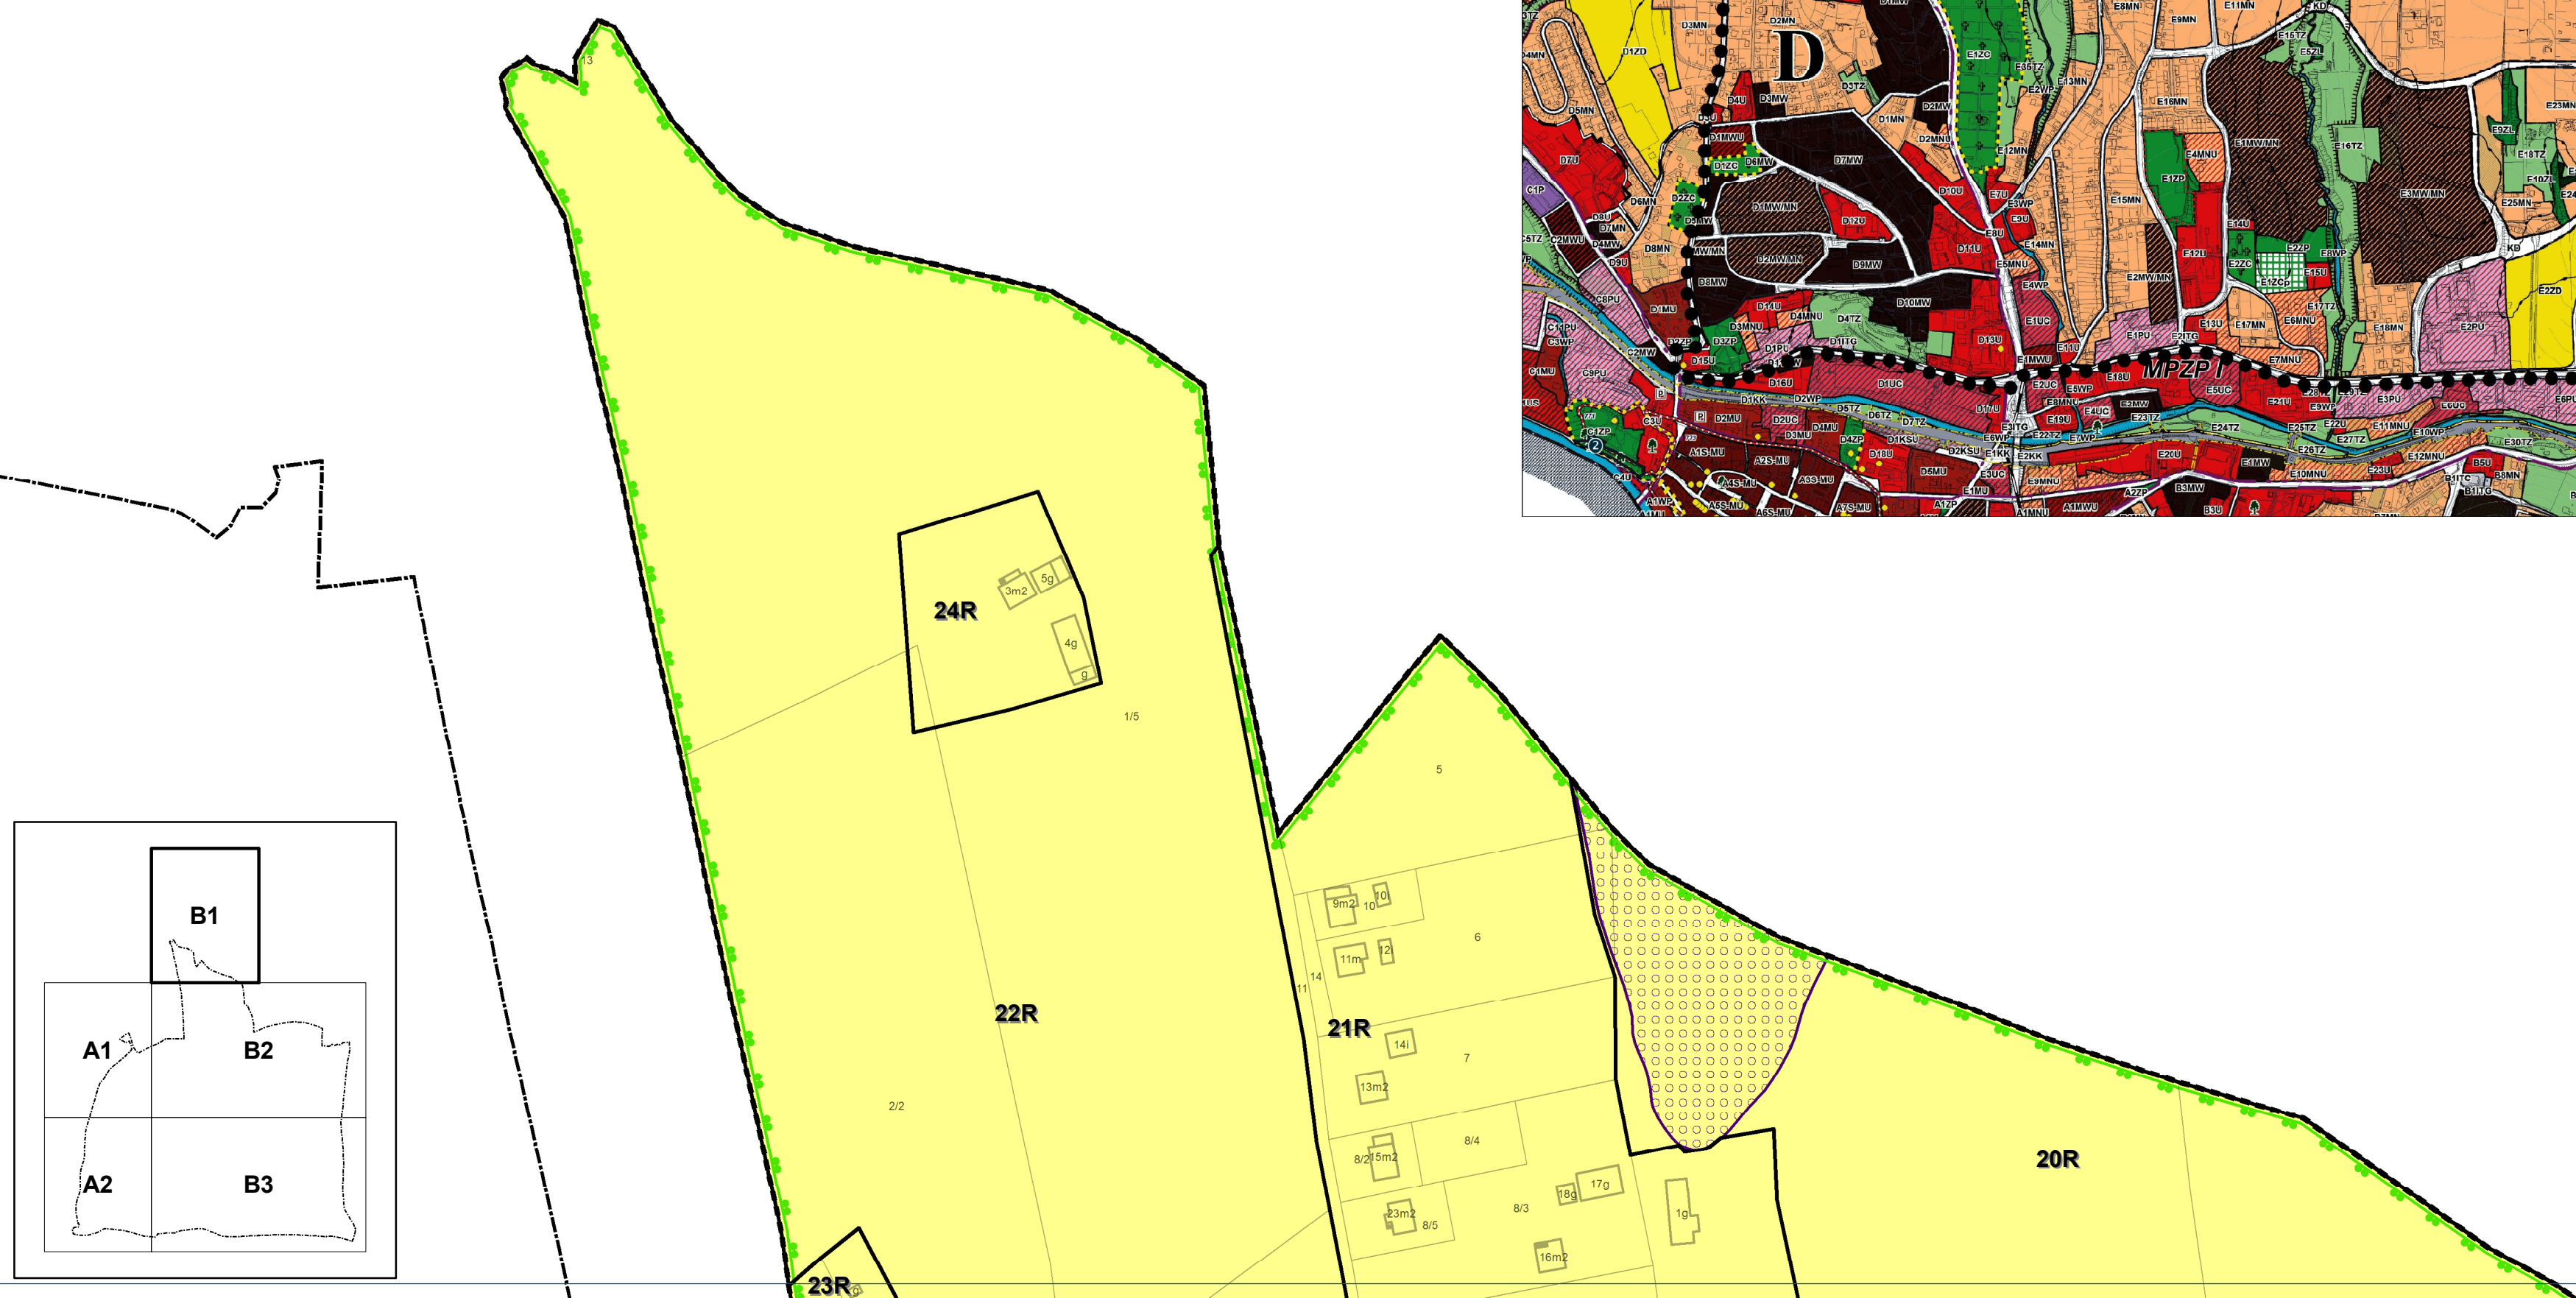 13
24R
3m2
5g
4g
g
1/5
5
22R
2/2
9m2
10
10i
6
11m
12i
14
11
21R
14i
7
13m2
8/4
8/2
15m2
17g
18g
8/3
23m2
8/5
1g
16m2
20R
23R
B1
A1
B2
A2
B3
D
MPZP I
D3MN
D2MN
D1ZD
D4MN
D5MN
D4U
D3MW
D3TZ
D1MWU
D1ZC
D6MW
D7MW
D1MN
D2MW
D2MNU
D7U
C1P
D2ZC
D6MN
D8U
D7MN
D4MW
D9U
C2MWU
D8MN
D1MW/MN
D12U
D10U
D11U
D2MW/MN
D9MW
D8MW
D10MW
D1MU
C8PU
D14U
D4MNU
D3MNU
D4TZ
D3ZP
D1PU
D1ITG
D13U
D15U
D16U
D1UC
C11PU
C3WP
C1MU
C9PU
C2MW
D1KK
D2WP
D5TZ
D6TZ
D7TZ
D17U
C1ZP
C3U
C4U
D2MU
D2UC
D3MU
D4MU
D4ZP
D1KSU
D18U
D5MU
D2KSU
A1S-MU
A2S-MU
A3S-MU
A4S-MU
A5S-MU
A6S-MU
A7S-MU
A1WP
A1ZP
E1ZC
E8MN
E9MN
E11MN
KD
E15TZ
E5ZL
E13MN
E2WP
E16MN
E12MN
E1ZP
E4MNU
E1MW/MN
E16TZ
E3MW/MN
E9ZL
E18TZ
E23MN
E25MN
E7U
E3WP
E9U
E8U
E14MN
E15MN
E5MNU
E4WP
E2MW/MN
E12U
E14U
E2ZC
E2ZP
E1ZCp
E15U
E8WP
KD
E2ZD
E1UC
E1PU
E2ITG
E13U
E17MN
E6MNU
E17TZ
E18MN
E2PU
E11U
E1MWU
E7MNU
E18U
E2UC
E5WP
E5UC
E8MNU
E4UC
E2MW
E19U
E23TZ
E21U
E9WP
E3PU
E6UC
E3ITG
E22TZ
E7WP
E6WP
E24TZ
E25TZ
E22U
E27TZ
E11MNU
E10WP
E1KK
E2KK
E3UC
E20U
E1MW
E26TZ
E10MNU
E23U
E12MNU
E30TZ
E9MNU
E1MU
A2ZP
B3MW
A1MNU
A1MWU
B3U
B5U
B8MN
B1ITC
B1ITG